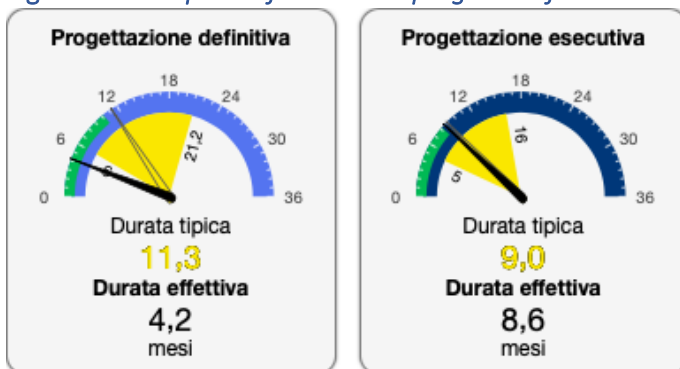 Progettazione definitiva
0
6
12
18
24
30
36
21,2
Durata tipica
11,3
Durata effettiva
4,2
mesi
Progettazione esecutiva
0
6
12
18
24
30
36
5
16
Durata tipica
9,0
Durata effettiva
8,6
mesi